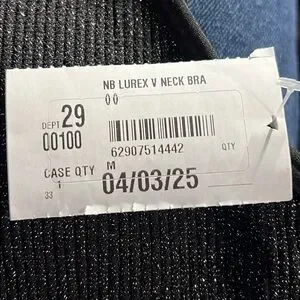 NB LUREX V NECK BRA
00
DEPT 29
00100
62907514442
QTY
CASE QTY M
1 04/03/25
33